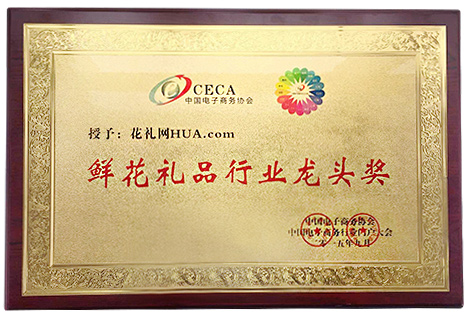 CECA
中国电子商务协会
授予：花礼网HUA.com
鲜花礼品行业龙头奖
中国电子商务协会
中国电子商务行业门户大会
二〇一五年九月